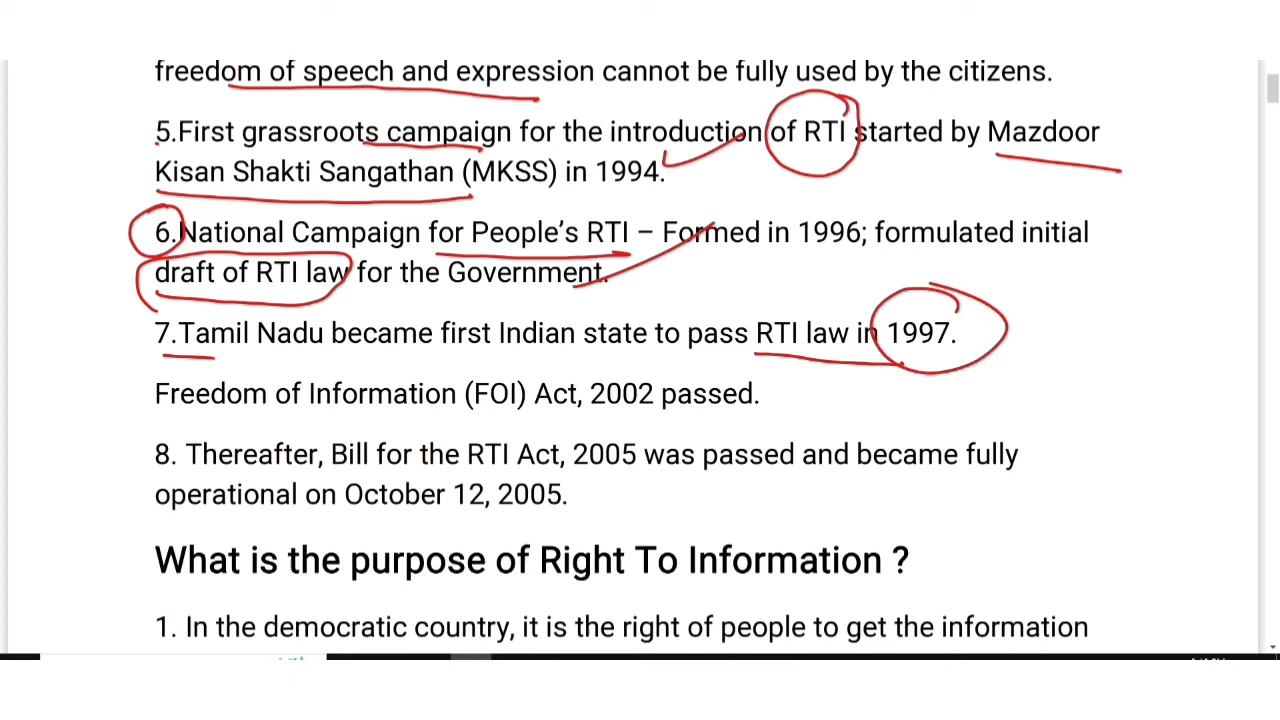 freedom of speech and expression cannot be fully used by the citizens.
5.First grassroots campaign for the introduction of RTI started by Mazdoor
Kisan Shakti Sangathan (MKSS) in 1994.
6.National Campaign for People’s RTI – Formed in 1996; formulated initial
draft of RTI law for the Government.
7.Tamil Nadu became first Indian state to pass RTI law in 1997.
Freedom of Information (FOI) Act, 2002 passed.
8. Thereafter, Bill for the RTI Act, 2005 was passed and became fully
operational on October 12, 2005.
What is the purpose of Right To Information ?
1. In the democratic country, it is the right of people to get the information